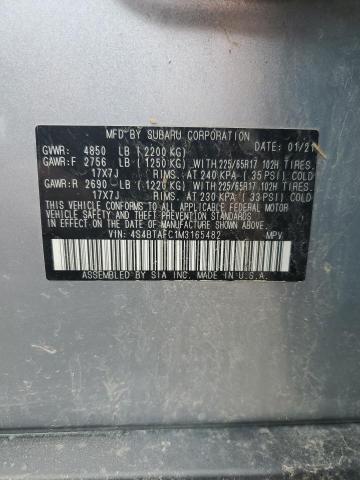 MFD BY SUBARU CORPORATION DATE: 01/21
GVWR: 4850 LB (2200 KG)
GAWR:F 2756 LB (1250 KG) WITH 225/65R17 102H TIRES.
17X7J RIMS. AT 240 KPA (35 PSI) COLD
GAWR:R 2690 LB (1220 KG) WITH 225/65R17 102H TIRES.
17X7J RIMS. AT 230 KPA (33 PSI) COLD
THIS VEHICLE CONFORMS TO ALL APPLICABLE FEDERAL MOTOR
VEHICLE SAFETY STANDARDS IN EFFECT ON THE DATE OF
MANUFACTURE SHOWN ABOVE.
VIN: 4S4BTAFC1M3165482 MPV
ASSEMBLED BY SIA INC. MADE IN U.S.A.